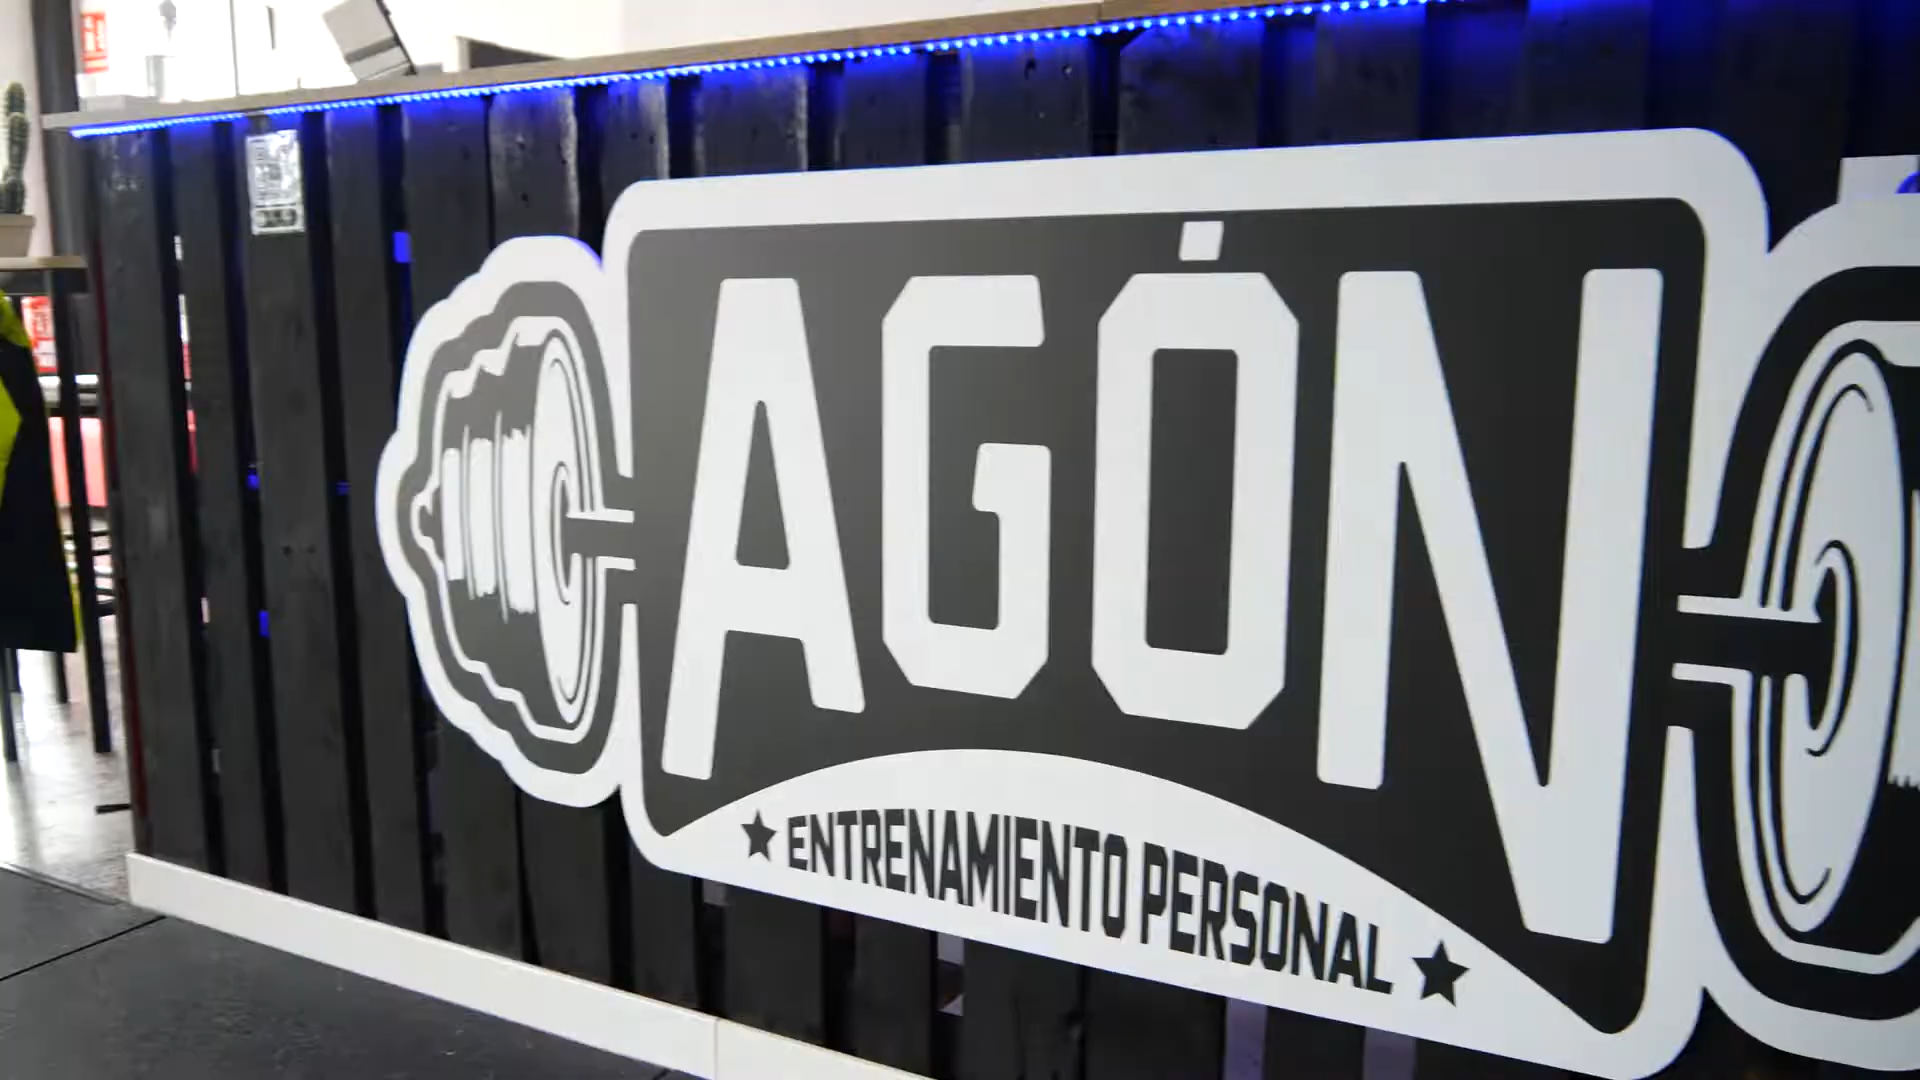 AGÓN
★ ENTRENAMIENTO PERSONAL ★